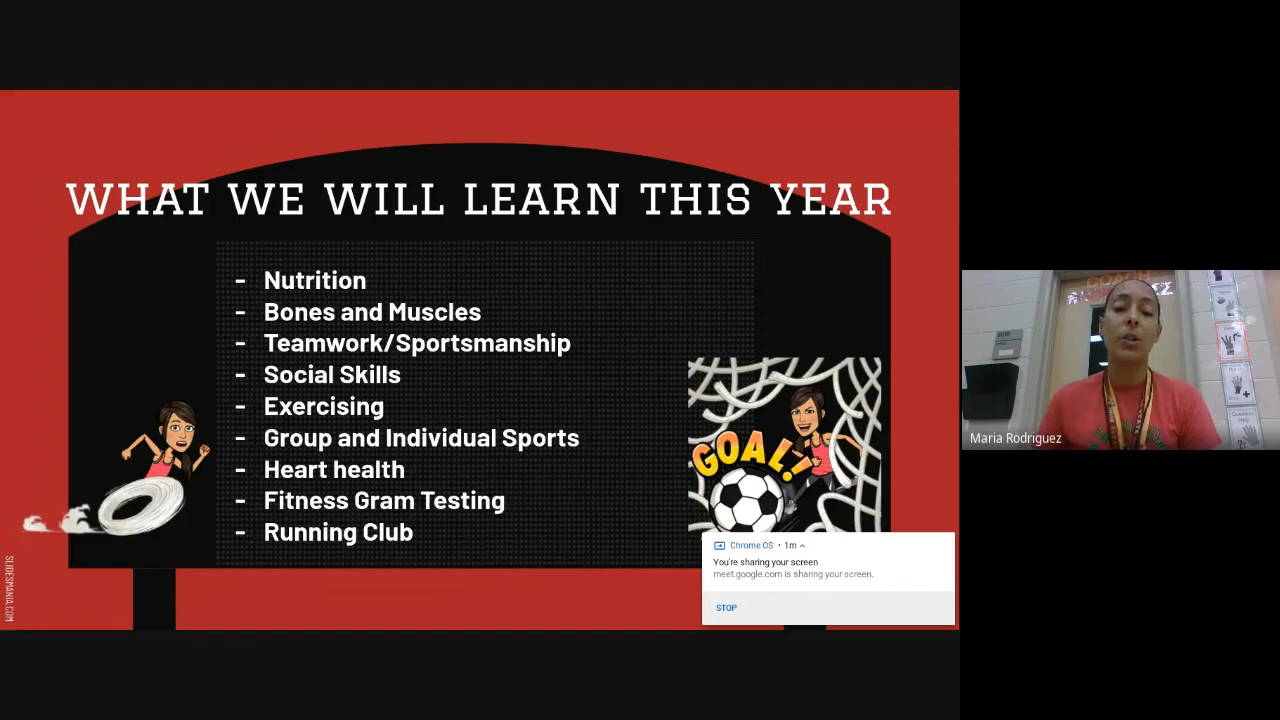 WHAT WE WILL LEARN THIS YEAR
- Nutrition
- Bones and Muscles
- Teamwork/Sportsmanship
- Social Skills
- Exercising
- Group and Individual Sports
- Heart health
- Fitness Gram Testing
- Running Club
GOAL!
SLIDESMANIA.COM
Chrome OS • 1m
You're sharing your screen
meet.google.com is sharing your screen.
STOP
COACH
Maria Rodriguez